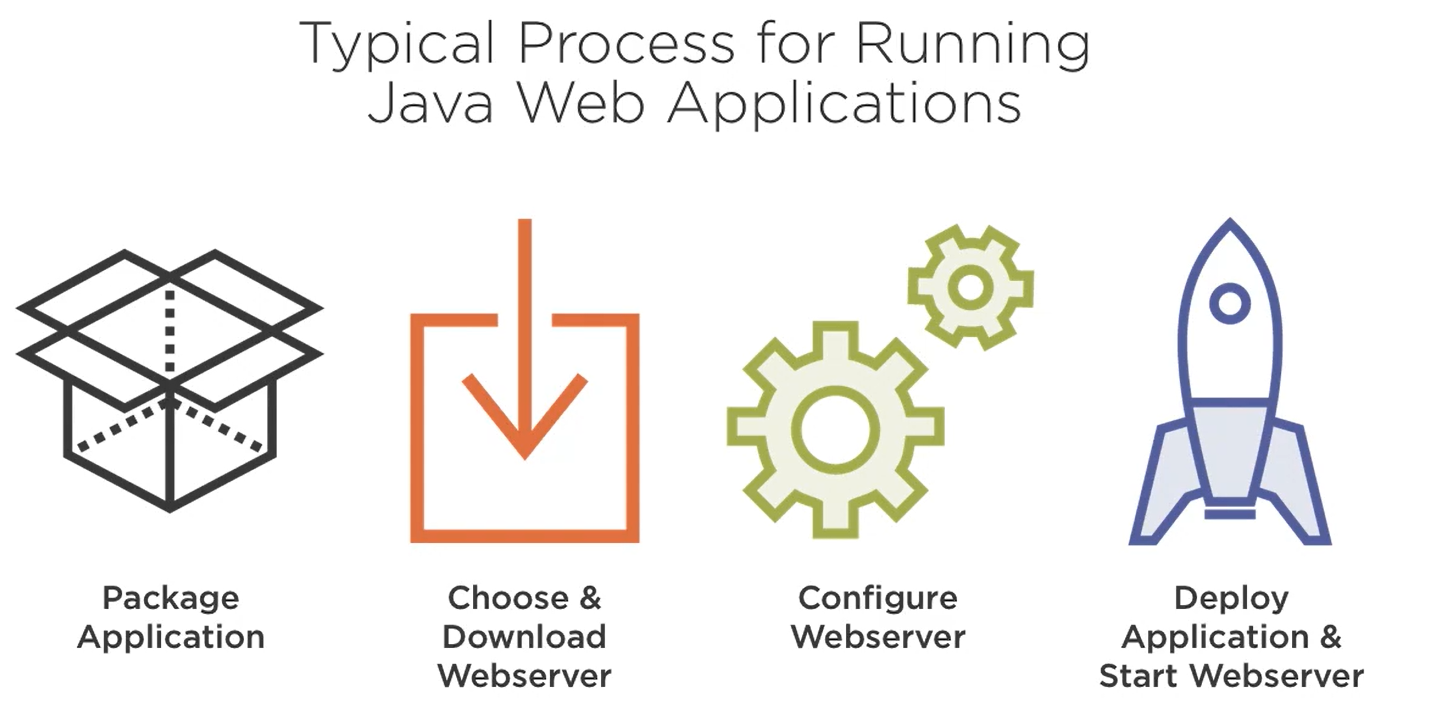 Typical Process for Running
Java Web Applications
Package
Application
Choose &
Download
Webserver
Configure
Webserver
Deploy
Application &
Start Webserver